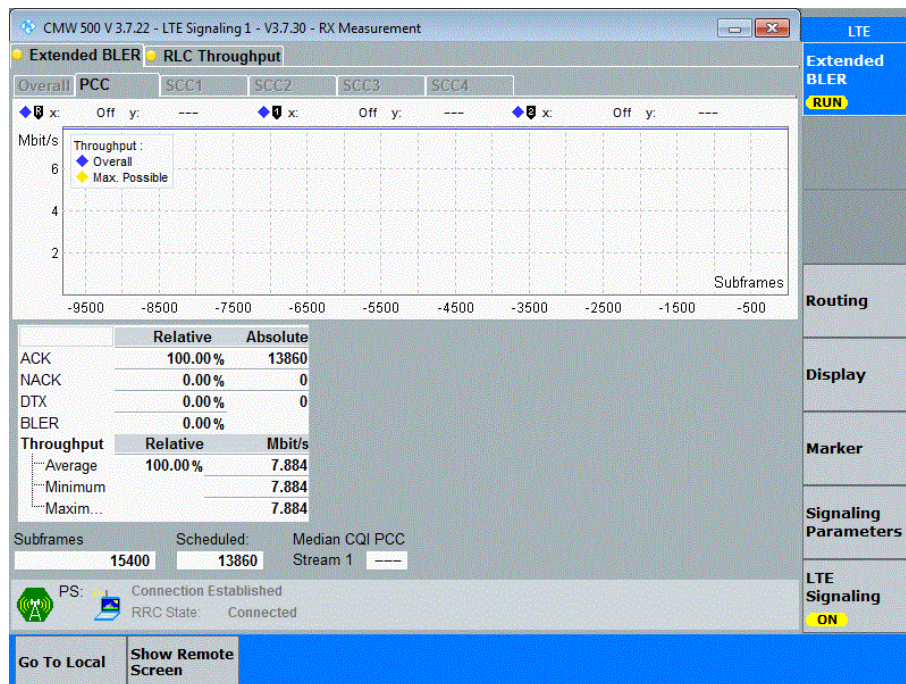 CMW 500 V 3.7.22 - LTE Signaling 1 - V3.7.30 - RX Measurement
LTE
Extended BLER RLC Throughput
Extended
BLER
RUN
Overall PCC SCC1 SCC2 SCC3 SCC4
R x: Off y: --- 1 x: Off y: --- 2 x: Off y: ---
Mbit/s
Throughput :
Overall
Max. Possible
6
4
2
Subframes
-9500 -8500 -7500 -6500 -5500 -4500 -3500 -2500 -1500 -500
Routing
Relative Absolute
ACK 100.00 % 13860
NACK 0.00 % 0
DTX 0.00 % 0
BLER 0.00 %
Throughput Relative Mbit/s
Average 100.00 % 7.884
Minimum 7.884
Maxim... 7.884
Display
Marker
Signaling
Parameters
Subframes Scheduled: Median CQI PCC
15400 13860 Stream 1 ---
PS: Connection Established
RRC State: Connected
LTE
Signaling
ON
Go To Local
Show Remote
Screen